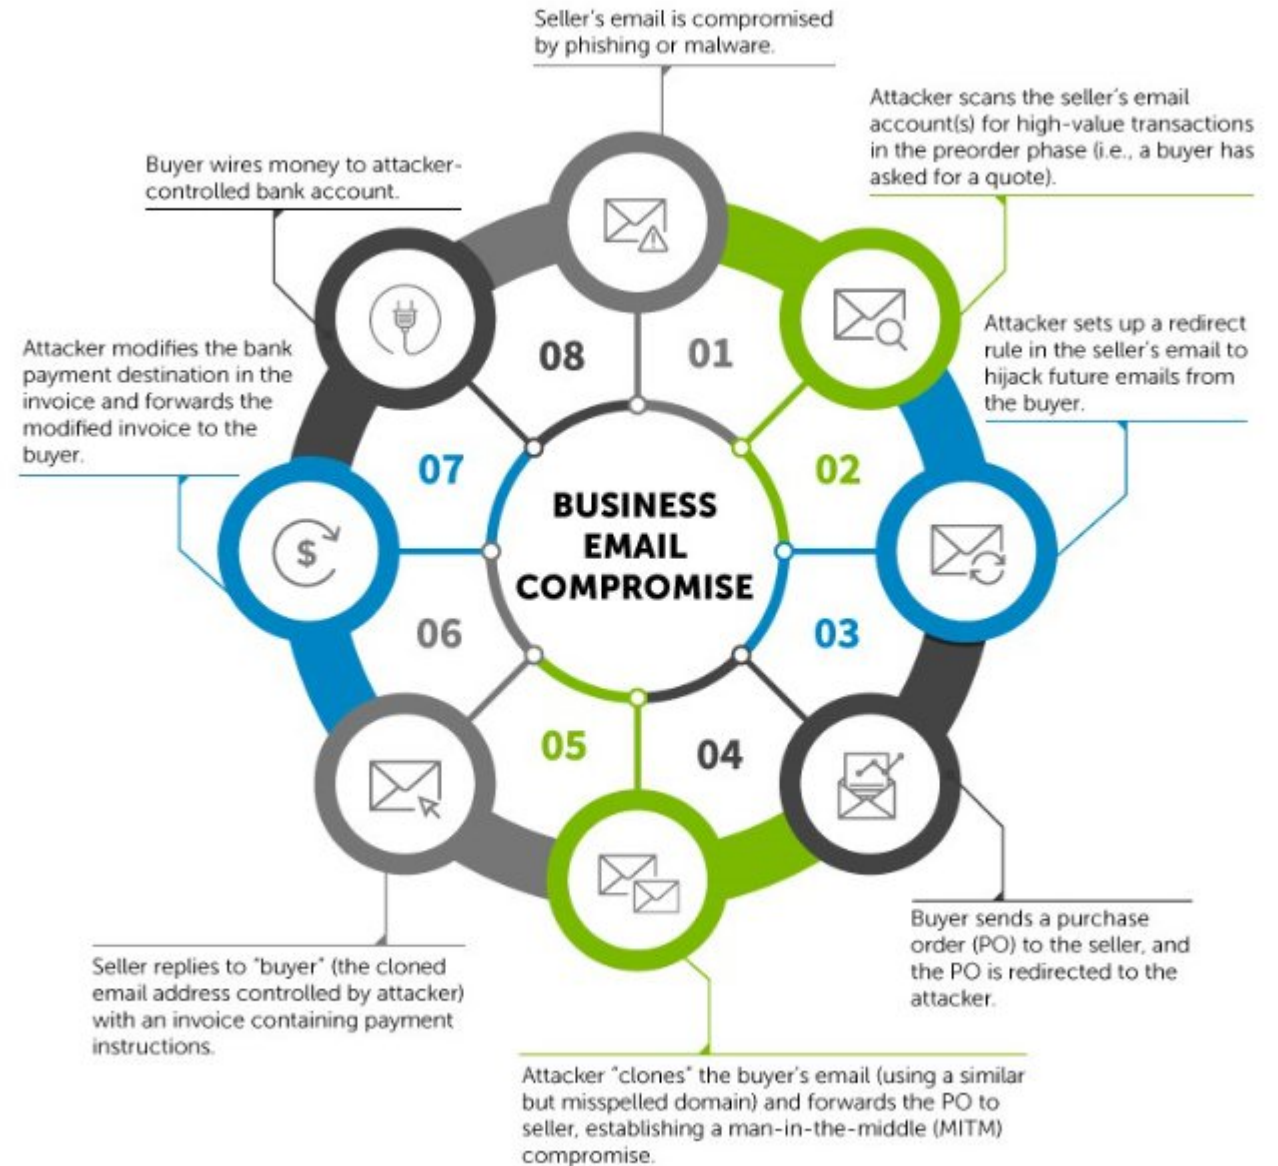 Seller's email is compromised
by phishing or malware.
Attacker scans the seller's email
account(s) for high-value transactions
in the preorder phase (i.e., a buyer has
asked for a quote).
Attacker sets up a redirect
rule in the seller's email to
hijack future emails from
the buyer.
Buyer sends a purchase
order (PO) to the seller, and
the PO is redirected to the
attacker.
Attacker "clones" the buyer's email (using a similar
but misspelled domain) and forwards the PO to
seller, establishing a man-in-the-middle (MITM)
compromise.
Seller replies to "buyer" (the cloned
email address controlled by attacker)
with an invoice containing payment
instructions.
Attacker modifies the bank
payment destination in the
invoice and forwards the
modified invoice to the
buyer.
Buyer wires money to attacker-
controlled bank account.
01
02
03
04
05
06
07
08
BUSINESS
EMAIL
COMPROMISE
$